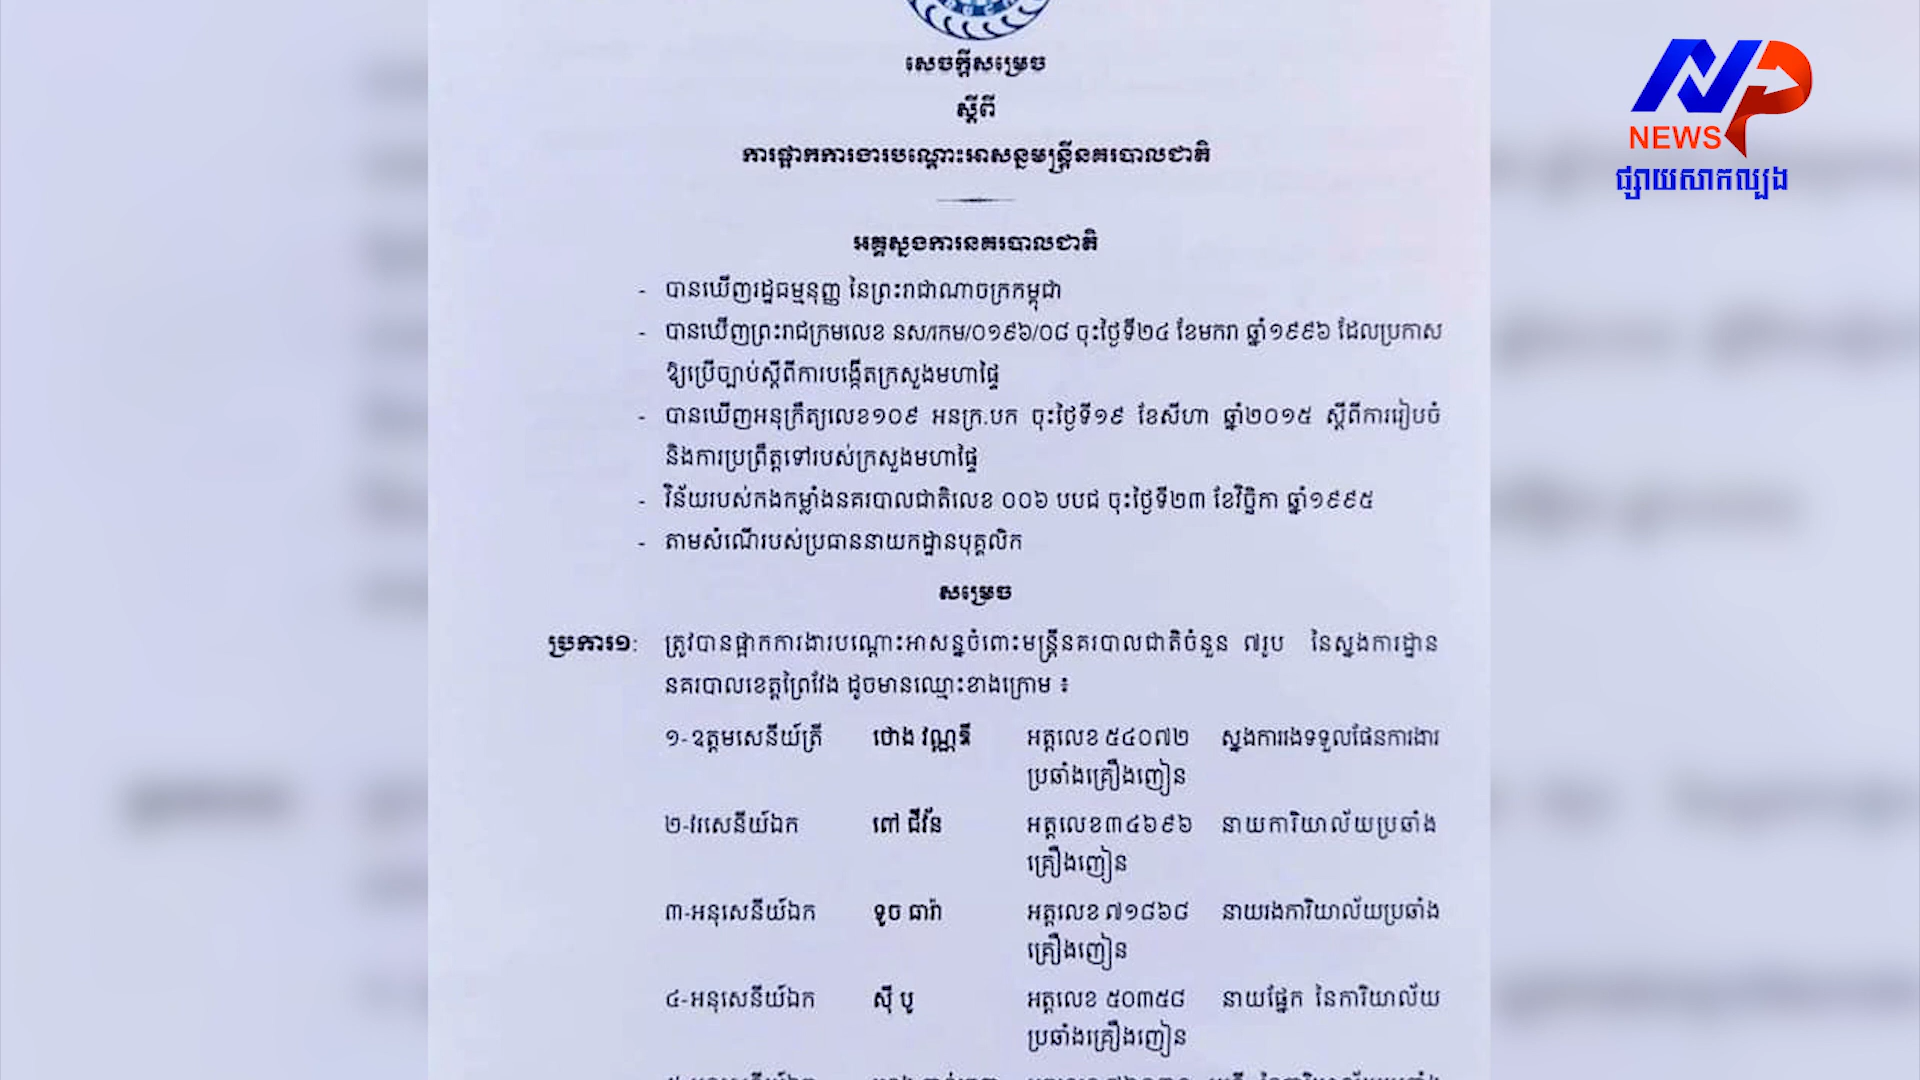 សេចក្តីសម្រេច
ស្តីពី
ការផ្អាកការងារបណ្តោះអាសន្នមន្ត្រីនគរបាលជាតិ
អគ្គស្នងការនគរបាលជាតិ
- បានឃើញរដ្ឋធម្មនុញ្ញ នៃព្រះរាជាណាចក្រកម្ពុជា
- បានឃើញព្រះរាជក្រមលេខ នស/រកម/០១៩៦/០៨ ចុះថ្ងៃទី២៤ ខែមករា ឆ្នាំ១៩៩៦ ដែលប្រកាស
ឱ្យប្រើច្បាប់ស្តីពីការបង្កើតក្រសួងមហាផ្ទៃ
- បានឃើញអនុក្រឹត្យលេខ១០៩ អនក្រ.បក ចុះថ្ងៃទី១៩ ខែសីហា ឆ្នាំ២០១៥ ស្តីពីការរៀបចំ
និងការប្រព្រឹត្តទៅរបស់ក្រសួងមហាផ្ទៃ
- វិន័យរបស់កងកម្លាំងនគរបាលជាតិលេខ ០០៦ បបជ ចុះថ្ងៃទី២៣ ខែវិច្ឆិកា ឆ្នាំ១៩៩៥
- តាមសំណើរបស់ប្រធាននាយកដ្ឋានបុគ្គលិក
សម្រេច
ប្រការ១: ត្រូវបានផ្អាកការងារបណ្តោះអាសន្នចំពោះមន្ត្រីនគរបាលជាតិចំនួន ៧រូប នៃស្នងការដ្ឋាន
នគរបាលខេត្តព្រៃវែង ដូចមានឈ្មោះខាងក្រោម ៖
១-ឧត្តមសេនីយ៍ត្រី ថោង វណ្ណឌី អត្តលេខ ៥៤០៧២ ស្នងការរងទទួលផែនការងារ
ប្រឆាំងគ្រឿងញៀន
២-វរសេនីយ៍ឯក ពៅ ជីវ័ន អត្តលេខ៣៤៦៩៦ នាយការិយាល័យប្រឆាំង
គ្រឿងញៀន
៣-អនុសេនីយ៍ឯក ទូច ធារ៉ា អត្តលេខ ៧១៨៦៨ នាយរងការិយាល័យប្រឆាំង
គ្រឿងញៀន
៤-អនុសេនីយ៍ឯក ស៊ី បូ អត្តលេខ ៥០៣៥៨ នាយផ្នែក នៃការិយាល័យ
ប្រឆាំងគ្រឿងញៀន
NP
NEWS
ផ្សាយសាកល្បង